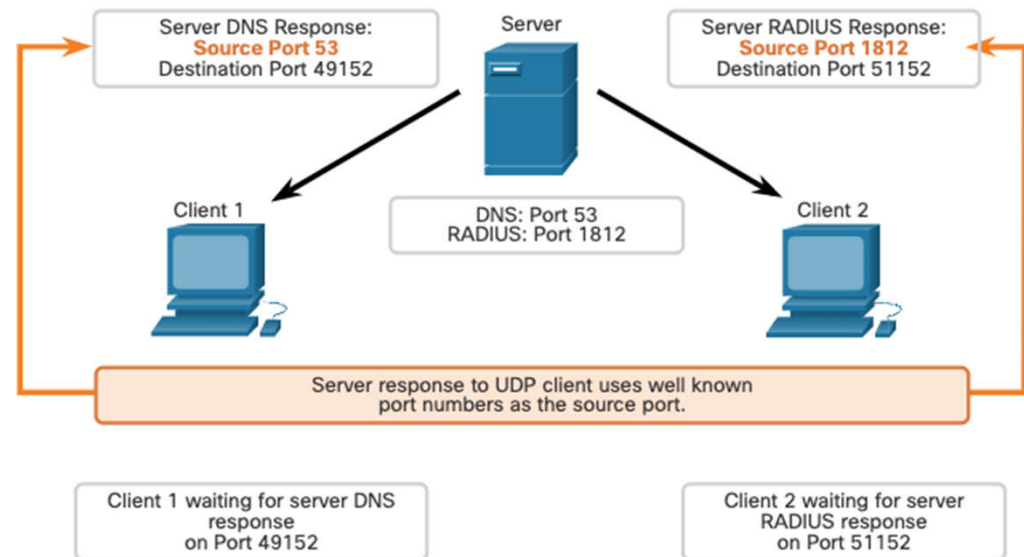 Server DNS Response:
Source Port 53
Destination Port 49152
Server
Server RADIUS Response:
Source Port 1812
Destination Port 51152
Client 1
DNS: Port 53
RADIUS: Port 1812
Client 2
Server response to UDP client uses well known
port numbers as the source port.
Client 1 waiting for server DNS
response
on Port 49152
Client 2 waiting for server
RADIUS response
on Port 51152